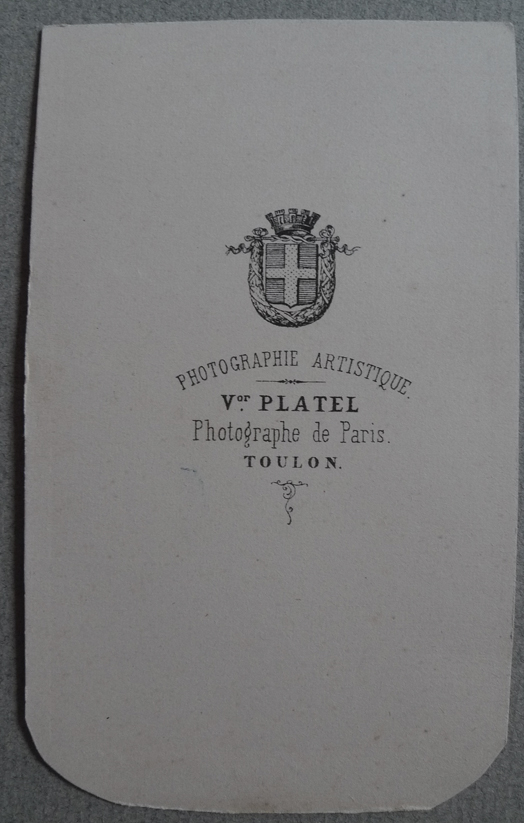 PHOTOGRAPHIE ARTISTIQUE.
Vor. PLATEL
Photographe de Paris.
TOULON.